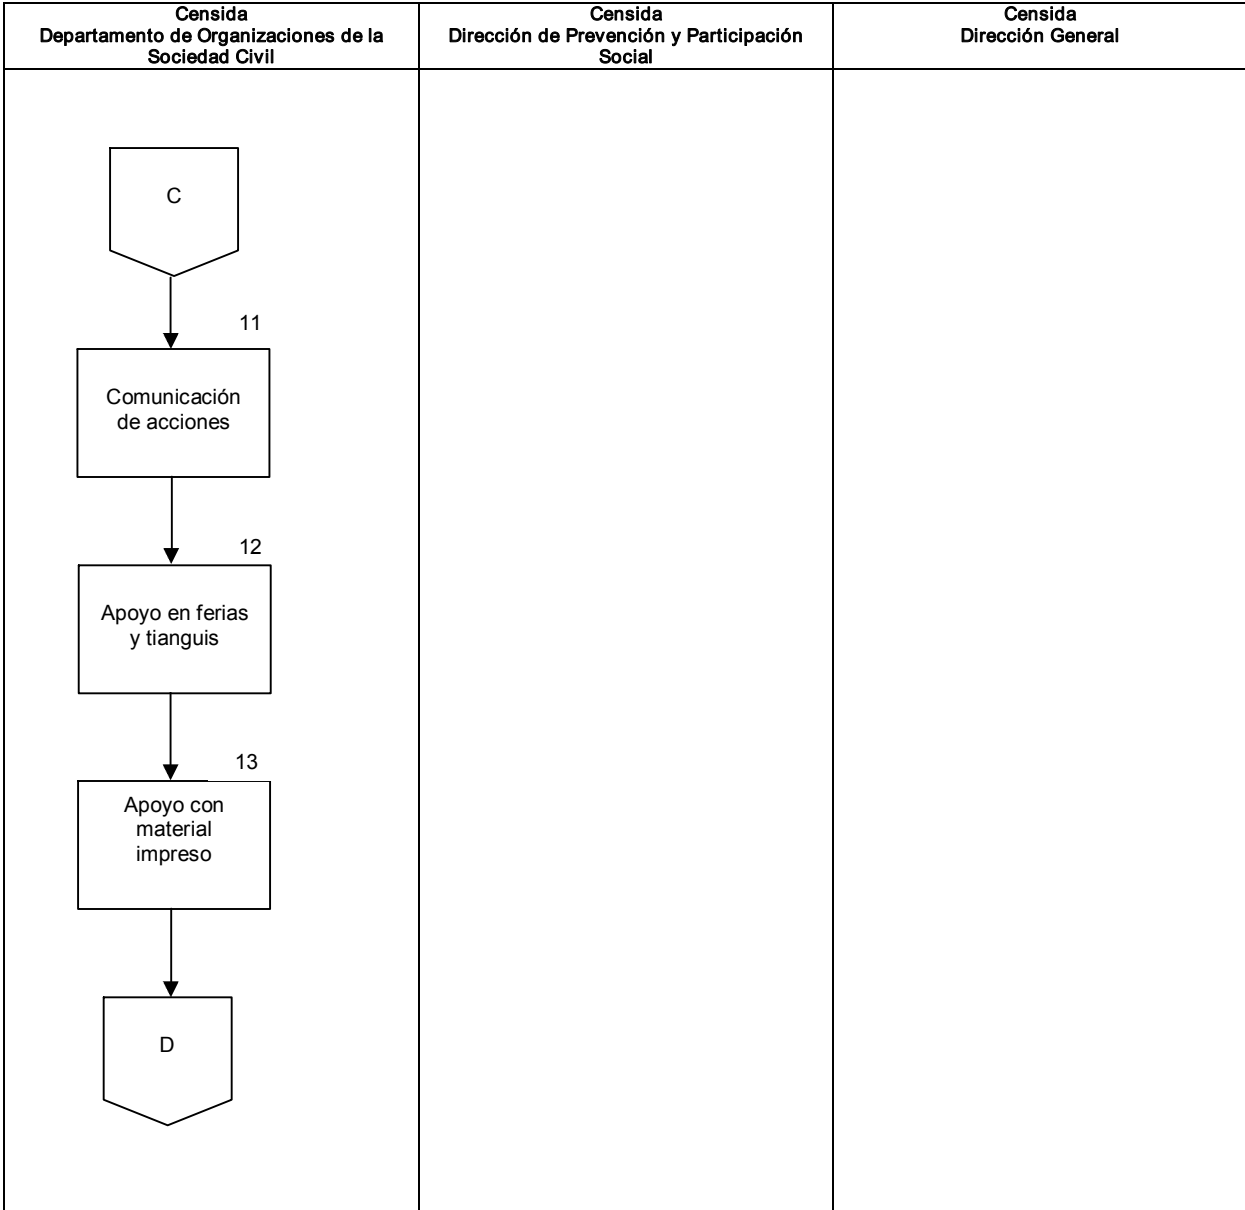 Censida
Departamento de Organizaciones de la
Sociedad Civil
Censida
Dirección de Prevención y Participación
Social
Censida
Dirección General
C
11
Comunicación
de acciones
12
Apoyo en ferias
y tianguis
13
Apoyo con
material
impreso
D